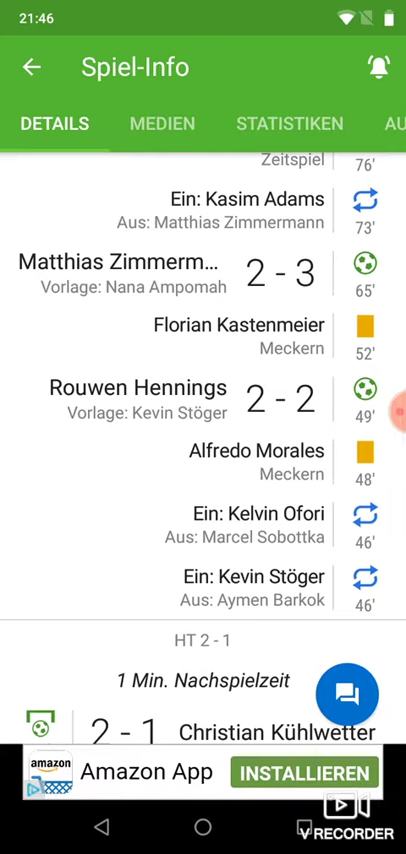 21:46
Spiel-Info
DETAILS MEDIEN STATISTIKEN AU
Zeitspiel 76'
Ein: Kasim Adams
Aus: Matthias Zimmermann 73'
Matthias Zimmerm... 2 - 3
Vorlage: Nana Ampomah 65'
Florian Kastenmeier
Meckern 52'
Rouwen Hennings 2 - 2
Vorlage: Kevin Stöger 49'
Alfredo Morales
Meckern 48'
Ein: Kelvin Ofori
Aus: Marcel Sobottka 46'
Ein: Kevin Stöger
Aus: Aymen Barkok 46'
HT 2 - 1
1 Min. Nachspielzeit
2 - 1 Christian Kühlwetter
amazon Amazon App INSTALLIEREN
V RECORDER